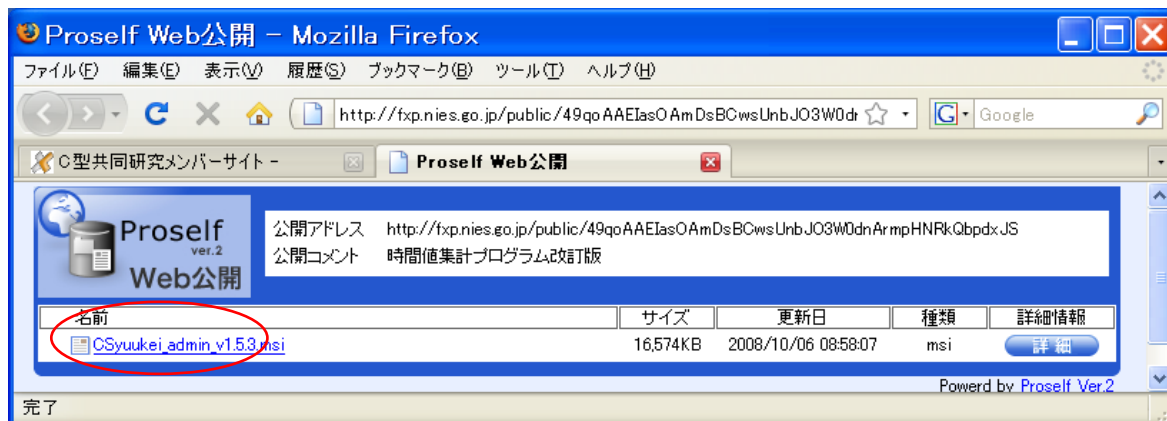 Proself Web公開 - Mozilla Firefox
ファイル(F) 編集(E) 表示(V) 履歴(S) ブックマーク(B) ツール(T) ヘルプ(H)
http://fxp.nies.go.jp/public/49qoAAEIasOAmDsBCwsUnbJO3W0dr G Google
C型共同研究メンバーサイト - Proself Web公開
Proself
ver.2
Web公開
公開アドレス http://fxp.nies.go.jp/public/49qoAAEIasOAmDsBCwsUnbJO3W0dnArmpHNRkQbpdxJS
公開コメント 時間値集計プログラム改訂版
名前 サイズ 更新日 種類 詳細情報
CSyuukei_admin_v1.5.3.msi 16,574KB 2008/10/06 08:58:07 msi 詳細
Powerd by Proself Ver.2
完了